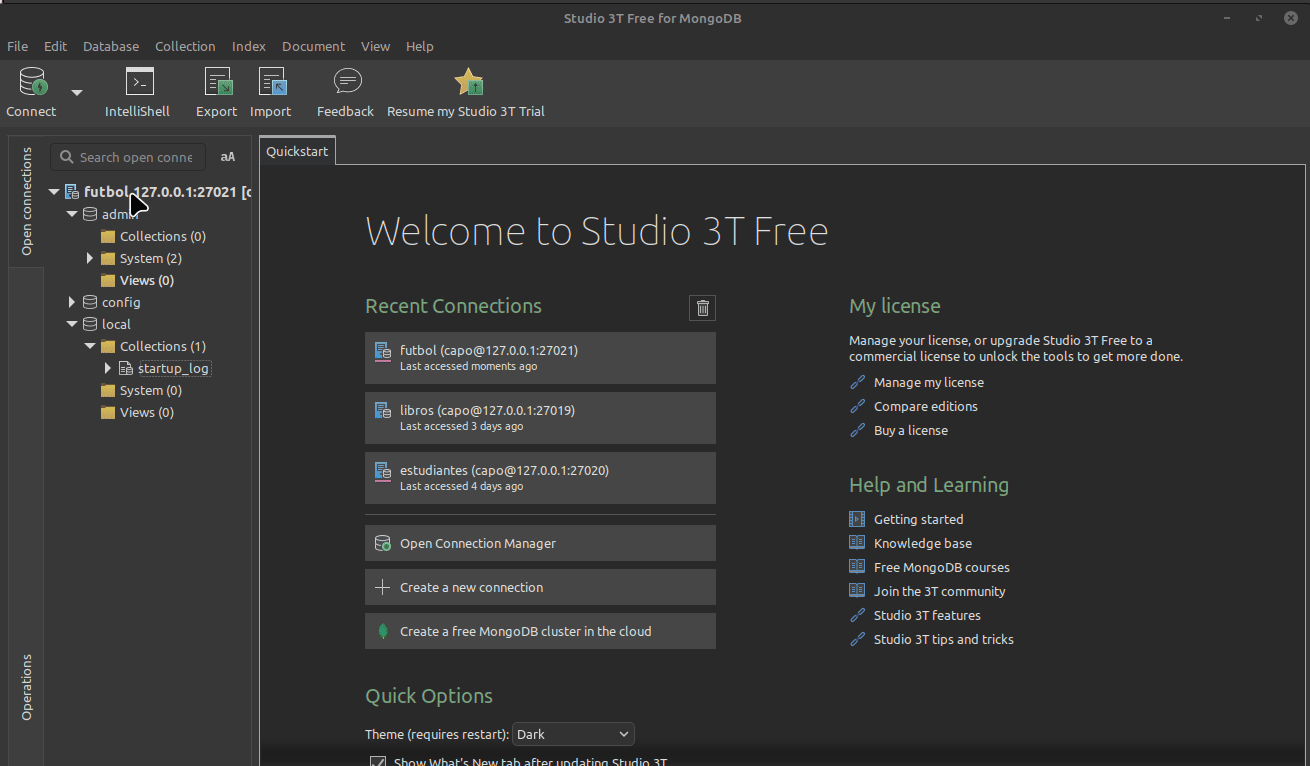 Studio 3T Free for MongoDB
File Edit Database Collection Index Document View Help
Connect IntelliShell Export Import Feedback Resume my Studio 3T Trial
Open connections
Operations
Search open conne
aA
futbol 127.0.0.1:27021 [c
admin
Collections (0)
System (2)
Views (0)
config
local
Collections (1)
startup_log
System (0)
Views (0)
Quickstart
Welcome to Studio 3T Free
Recent Connections
futbol (capo@127.0.0.1:27021)
Last accessed moments ago
libros (capo@127.0.0.1:27019)
Last accessed 3 days ago
estudiantes (capo@127.0.0.1:27020)
Last accessed 4 days ago
Open Connection Manager
Create a new connection
Create a free MongoDB cluster in the cloud
Quick Options
Theme (requires restart): Dark
Show What's New tab after updating Studio 3T
My license
Manage your license, or upgrade Studio 3T Free to a
commercial license to unlock the tools to get more done.
Manage my license
Compare editions
Buy a license
Help and Learning
Getting started
Knowledge base
Free MongoDB courses
Join the 3T community
Studio 3T features
Studio 3T tips and tricks